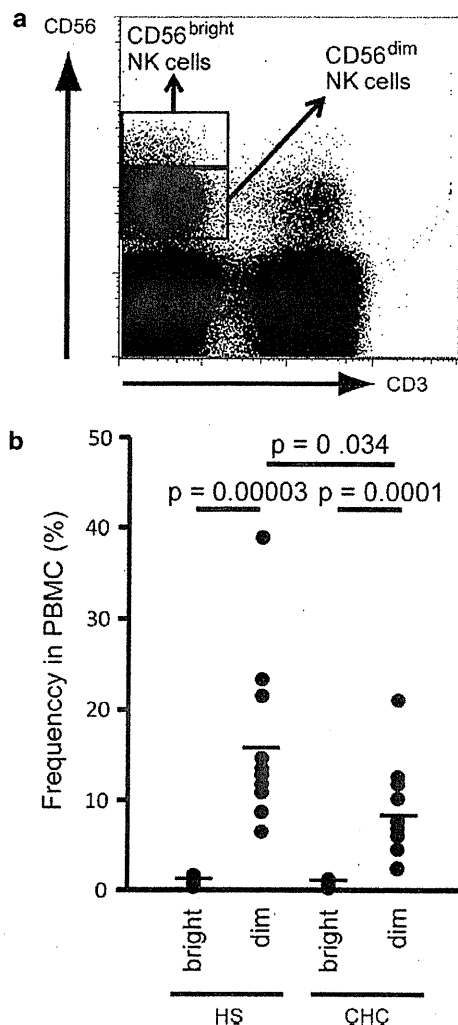 a
CD56
CD56bright
NK cells
CD56dim
NK cells
CD3
b
Frequenccy in PBMC (%)
50
40
30
20
10
0
p = 0 .034
p = 0.00003
p = 0.0001
bright
dim
bright
dim
HS
CHC